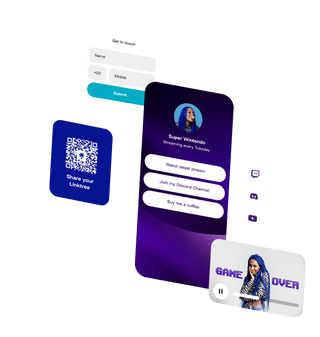 Get in touch
Name
+123
Mobile
Submit
Share your
Linktree
Super Wintendo
Streaming every Tuesday
Watch latest stream
Join my Discord Channel
Buy me a coffee
GAME OVER